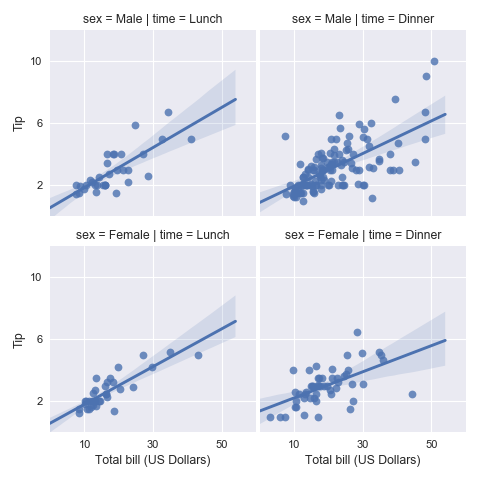 sex = Male | time = Lunch
sex = Male | time = Dinner
10
6
2
Tip
sex = Female | time = Lunch
sex = Female | time = Dinner
10
6
2
Tip
10 30 50
10 30 50
Total bill (US Dollars)
Total bill (US Dollars)